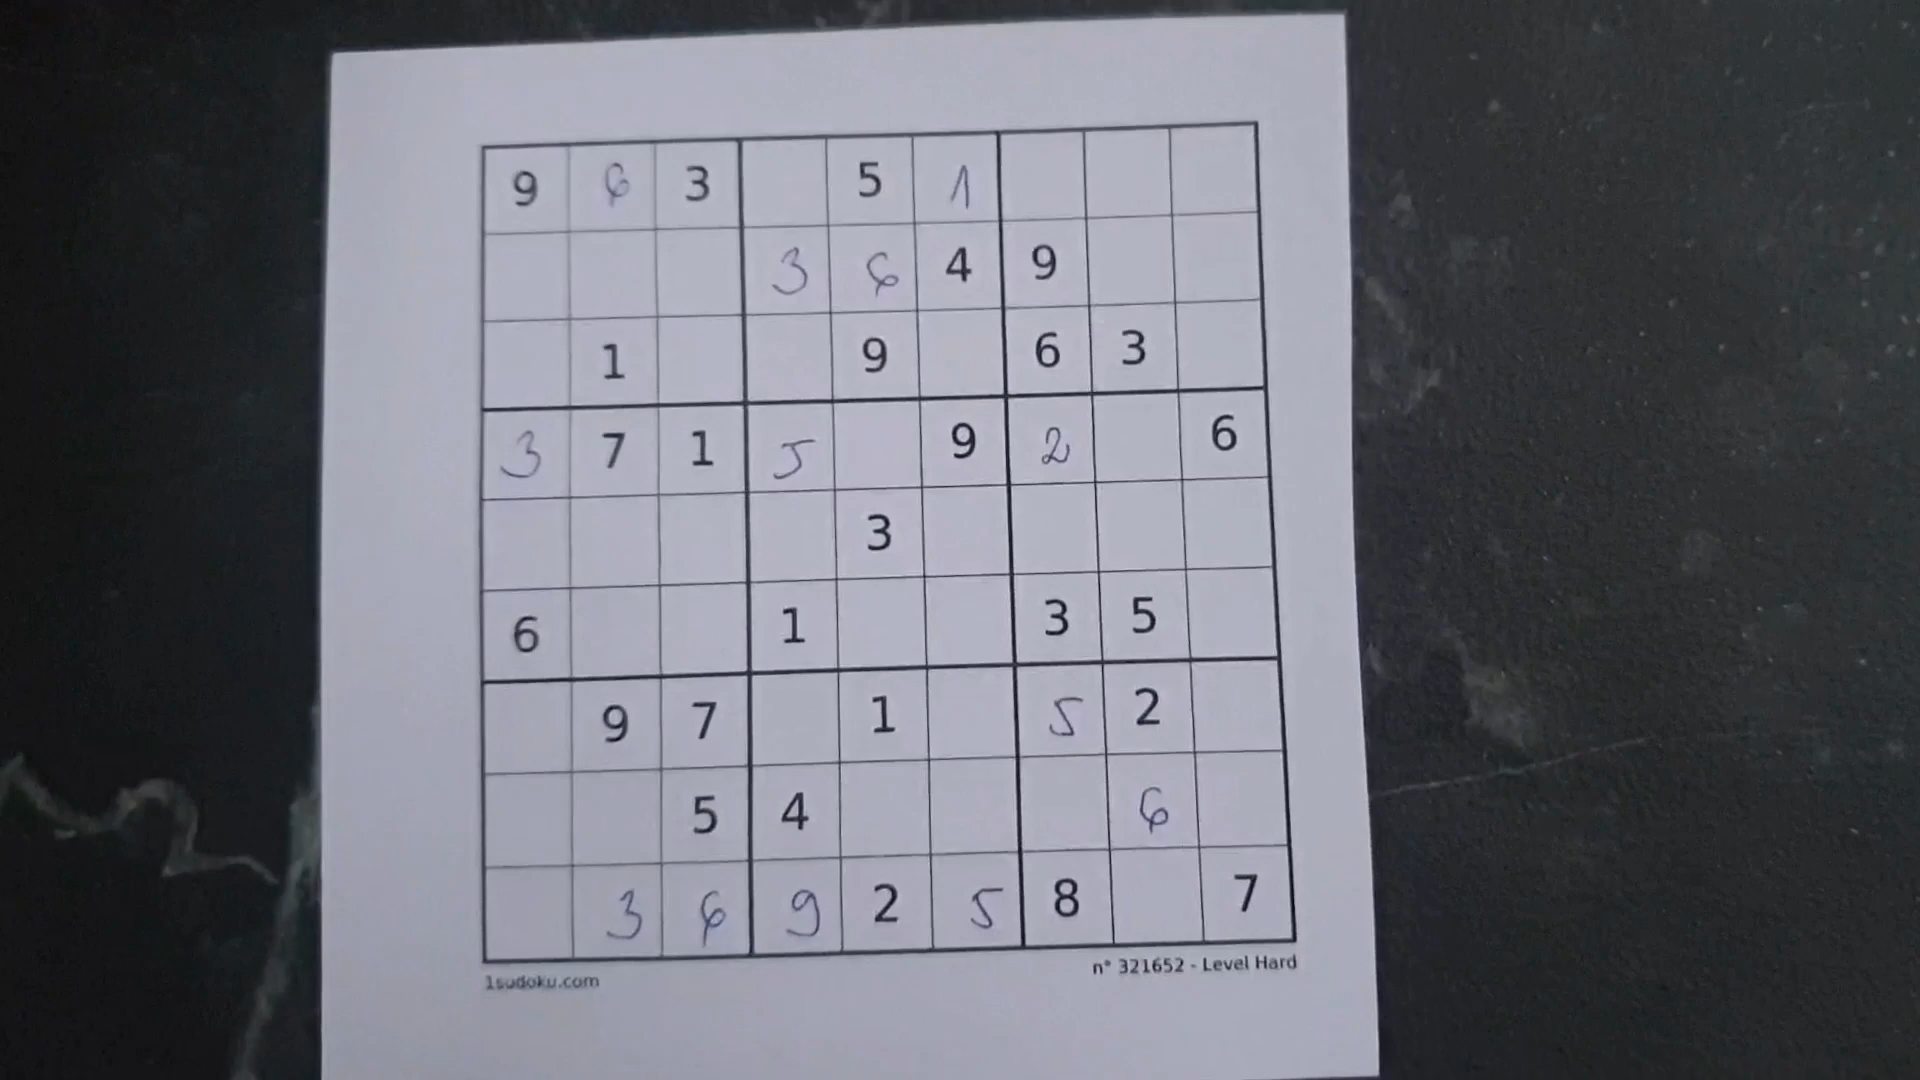 9 6 3 5 1
3 6 4 9
1 9 6 3
3 7 1 5 9 2 6
3
6 1 3 5
9 7 1 5 2
5 4 6
3 6 9 2 5 8 7
1sudoku.com n° 321652 - Level Hard